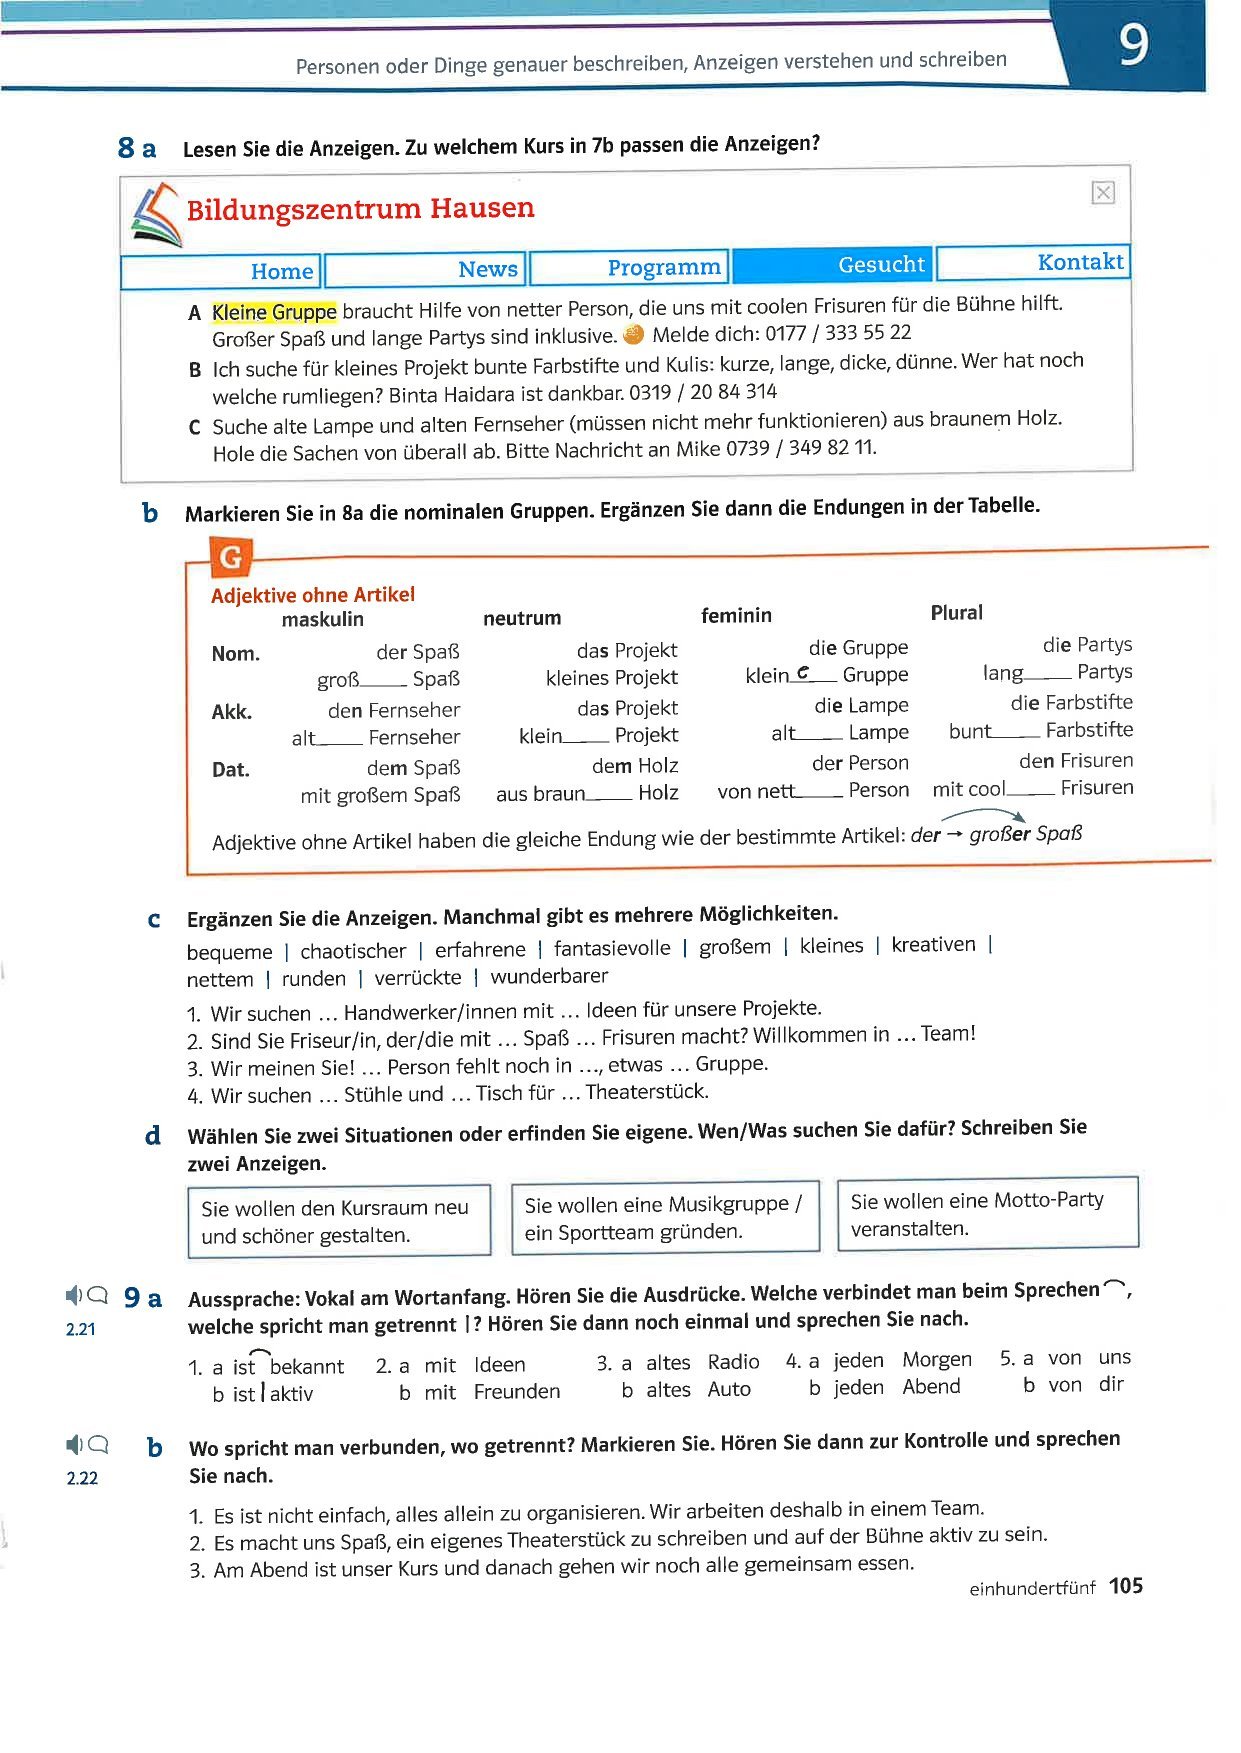 9
Personen oder Dinge genauer beschreiben, Anzeigen verstehen und schreiben
8 a Lesen Sie die Anzeigen. Zu welchem Kurs in 7b passen die Anzeigen?
Bildungszentrum Hausen
Home News Programm Gesucht Kontakt
A Kleine Gruppe braucht Hilfe von netter Person, die uns mit coolen Frisuren für die Bühne hilft.
Großer Spaß und lange Partys sind inklusive. Melde dich: 0177 / 333 55 22
B Ich suche für kleines Projekt bunte Farbstifte und Kulis: kurze, lange, dicke, dünne. Wer hat noch
welche rumliegen? Binta Haidara ist dankbar. 0319 / 20 84 314
C Suche alte Lampe und alten Fernseher (müssen nicht mehr funktionieren) aus braunem Holz.
Hole die Sachen von überall ab. Bitte Nachricht an Mike 0739 / 349 82 11.
b Markieren Sie in 8a die nominalen Gruppen. Ergänzen Sie dann die Endungen in der Tabelle.
G
Adjektive ohne Artikel
maskulin neutrum feminin Plural
Nom. der Spaß das Projekt die Gruppe die Partys
groß____ Spaß kleines Projekt klein_e__ Gruppe lang____ Partys
Akk. den Fernseher das Projekt die Lampe die Farbstifte
alt____ Fernseher klein____ Projekt alt____ Lampe bunt____ Farbstifte
Dat. dem Spaß dem Holz der Person den Frisuren
mit großem Spaß aus braun____ Holz von nett____ Person mit cool____ Frisuren
Adjektive ohne Artikel haben die gleiche Endung wie der bestimmte Artikel: der → großer Spaß
c Ergänzen Sie die Anzeigen. Manchmal gibt es mehrere Möglichkeiten.
bequeme | chaotischer | erfahrene | fantasievolle | großem | kleines | kreativen |
nettem | runden | verrückte | wunderbarer
1. Wir suchen … Handwerker/innen mit … Ideen für unsere Projekte.
2. Sind Sie Friseur/in, der/die mit … Spaß … Frisuren macht? Willkommen in … Team!
3. Wir meinen Sie! … Person fehlt noch in …, etwas … Gruppe.
4. Wir suchen … Stühle und … Tisch für … Theaterstück.
d Wählen Sie zwei Situationen oder erfinden Sie eigene. Wen/Was suchen Sie dafür? Schreiben Sie
zwei Anzeigen.
Sie wollen den Kursraum neu
und schöner gestalten.
Sie wollen eine Musikgruppe /
ein Sportteam gründen.
Sie wollen eine Motto-Party
veranstalten.
9 a Aussprache: Vokal am Wortanfang. Hören Sie die Ausdrücke. Welche verbindet man beim Sprechen ⁀,
2.21 welche spricht man getrennt |? Hören Sie dann noch einmal und sprechen Sie nach.
1. a ist⁀bekannt 2. a mit Ideen 3. a altes Radio 4. a jeden Morgen 5. a von uns
b ist|aktiv b mit Freunden b altes Auto b jeden Abend b von dir
b Wo spricht man verbunden, wo getrennt? Markieren Sie. Hören Sie dann zur Kontrolle und sprechen
2.22 Sie nach.
1. Es ist nicht einfach, alles allein zu organisieren. Wir arbeiten deshalb in einem Team.
2. Es macht uns Spaß, ein eigenes Theaterstück zu schreiben und auf der Bühne aktiv zu sein.
3. Am Abend ist unser Kurs und danach gehen wir noch alle gemeinsam essen.
einhundertfünf 105